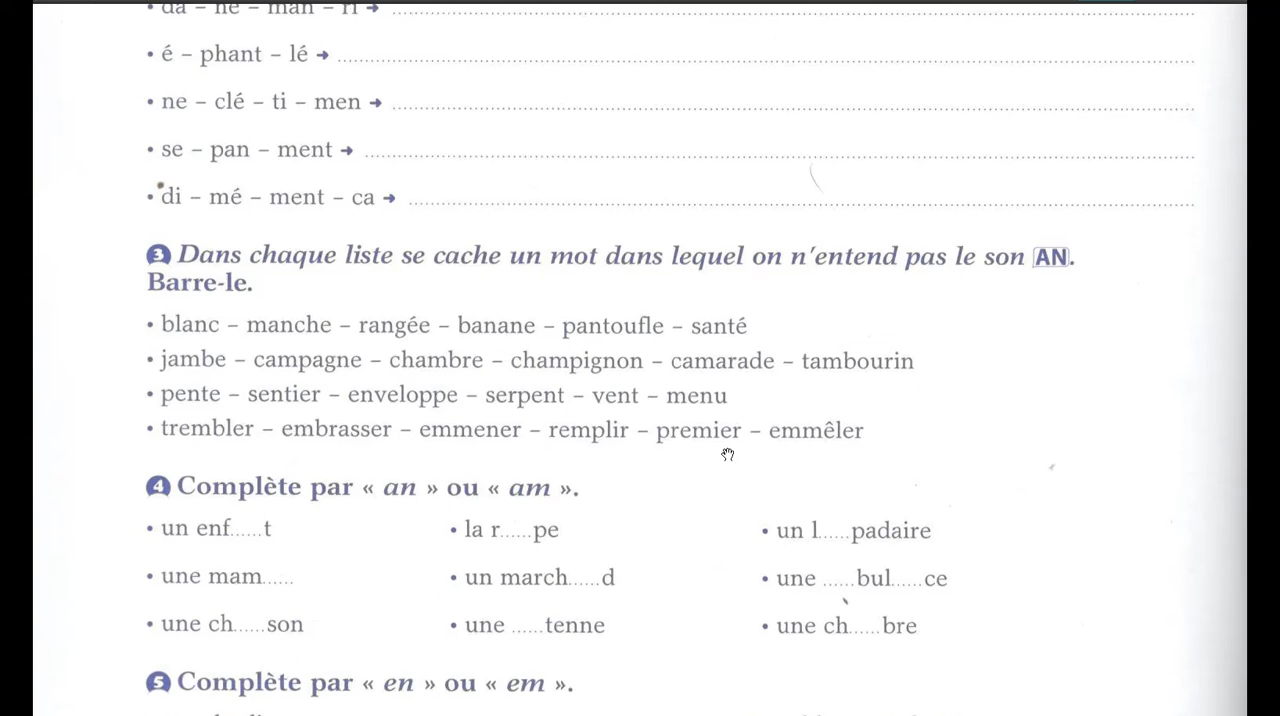 • da – ne – man – ri → ........
• é – phant – lé → ........
• ne – clé – ti – men → ........
• se – pan – ment → ........
• di – mé – ment – ca → ........
3 Dans chaque liste se cache un mot dans lequel on n'entend pas le son AN.
Barre-le.
• blanc – manche – rangée – banane – pantoufle – santé
• jambe – campagne – chambre – champignon – camarade – tambourin
• pente – sentier – enveloppe – serpent – vent – menu
• trembler – embrasser – emmener – remplir – premier – emmêler
4 Complète par « an » ou « am ».
• un enf......t • la r......pe • un l......padaire
• une mam...... • un march......d • une ......bul......ce
• une ch......son • une ......tenne • une ch......bre
5 Complète par « en » ou « em ».